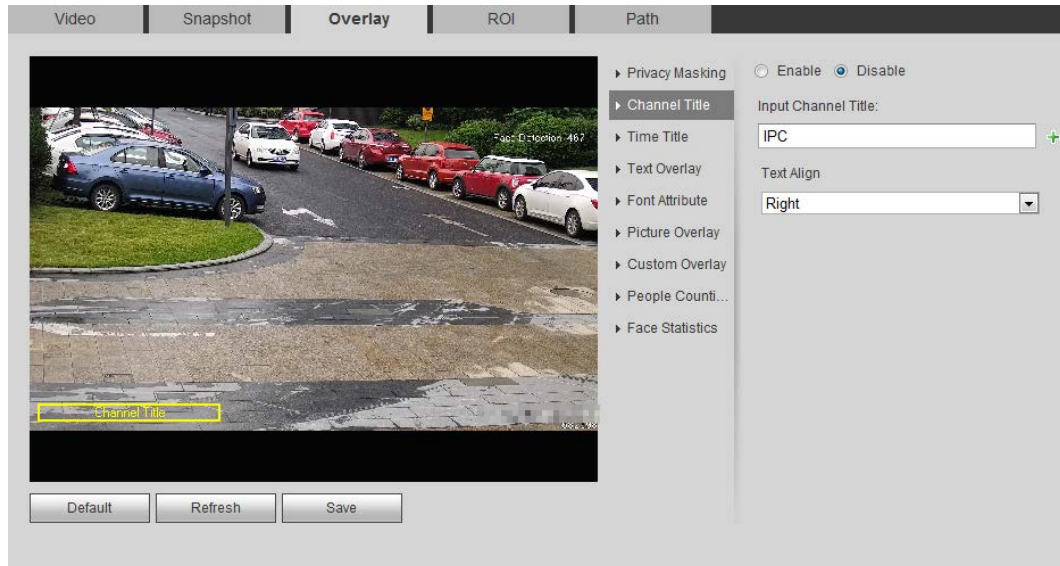 Video Snapshot Overlay ROI Path
Face Detection 467
Channel Title
Default Refresh Save
Privacy Masking
Channel Title
Time Title
Text Overlay
Font Attribute
Picture Overlay
Custom Overlay
People Counti...
Face Statistics
Enable Disable
Input Channel Title:
IPC
Text Align
Right